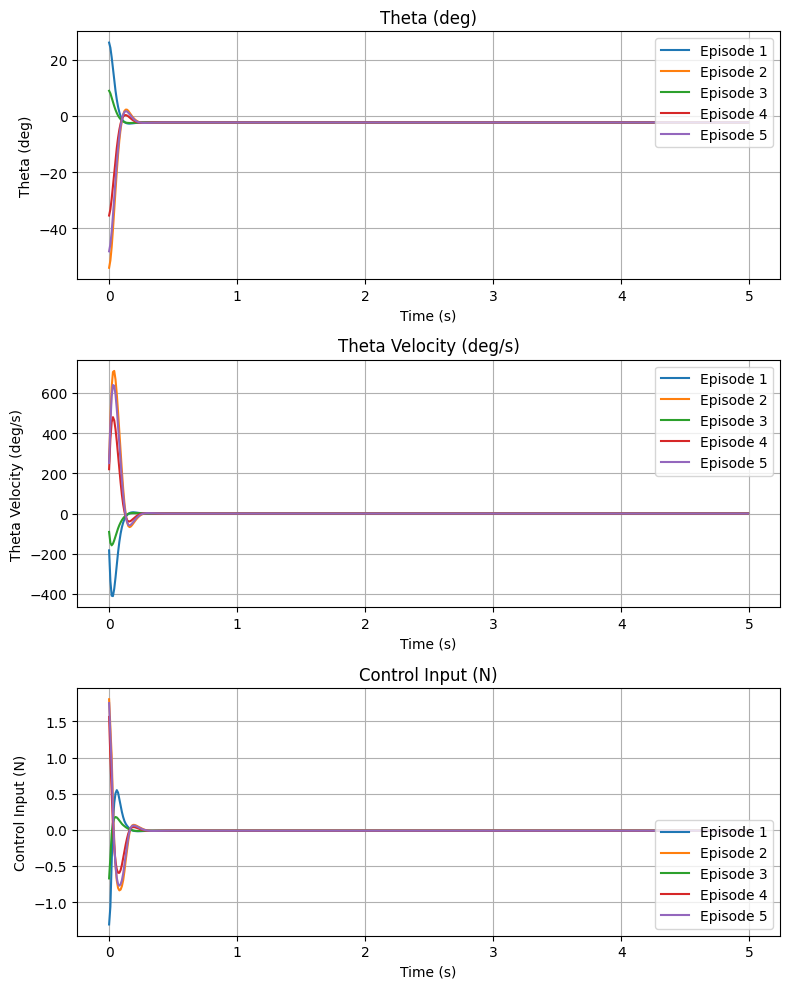 Theta (deg)
Theta (deg)
20
0
−20
−40
0
1
2
3
4
5
Time (s)
Episode 1
Episode 2
Episode 3
Episode 4
Episode 5
Theta Velocity (deg/s)
Theta Velocity (deg/s)
600
400
200
0
−200
−400
0
1
2
3
4
5
Time (s)
Episode 1
Episode 2
Episode 3
Episode 4
Episode 5
Control Input (N)
Control Input (N)
1.5
1.0
0.5
0.0
−0.5
−1.0
0
1
2
3
4
5
Time (s)
Episode 1
Episode 2
Episode 3
Episode 4
Episode 5